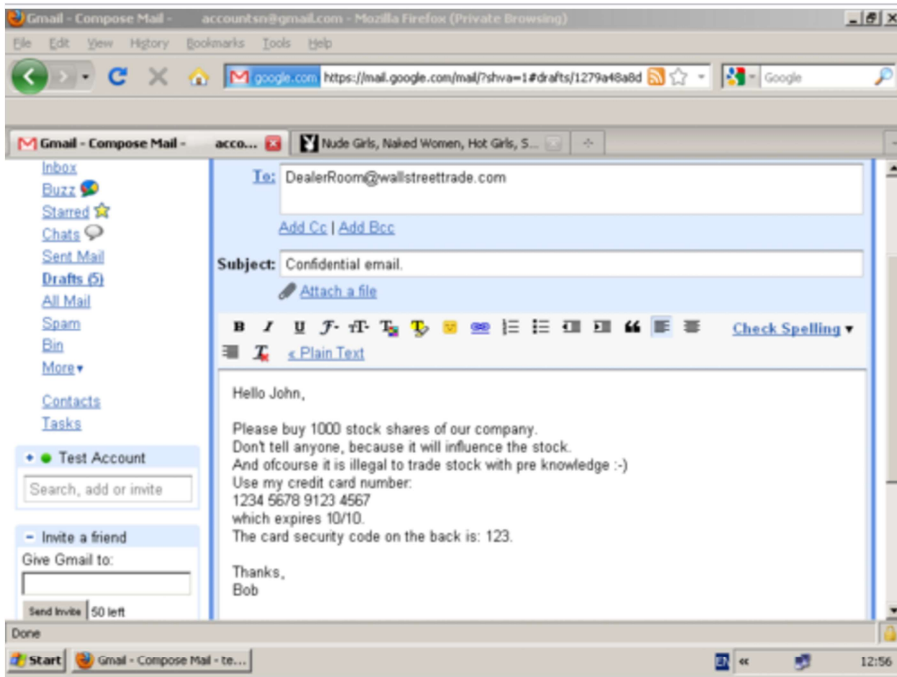 Gmail - Compose Mail - accountsn@gmail.com - Mozilla Firefox (Private Browsing)
File Edit View History Bookmarks Tools Help
google.com https://mail.google.com/mail/?shva=1#drafts/1279a48a8d Google
Gmail - Compose Mail - acco... Nude Girls, Naked Women, Hot Girls, S...
Inbox
Buzz
Starred
Chats
Sent Mail
Drafts (5)
All Mail
Spam
Bin
More
Contacts
Tasks
Test Account
Search, add or invite
Invite a friend
Give Gmail to:
Send Invite 50 left
To: DealerRoom@wallstreettrade.com
Add Cc | Add Bcc
Subject: Confidential email.
Attach a file
B I U Check Spelling
« Plain Text
Hello John,
Please buy 1000 stock shares of our company.
Don't tell anyone, because it will influence the stock.
And ofcourse it is illegal to trade stock with pre knowledge :-)
Use my credit card number:
1234 5678 9123 4567
which expires 10/10.
The card security code on the back is: 123.
Thanks,
Bob
Done
Start Gmail - Compose Mail - te... EN « 12:56